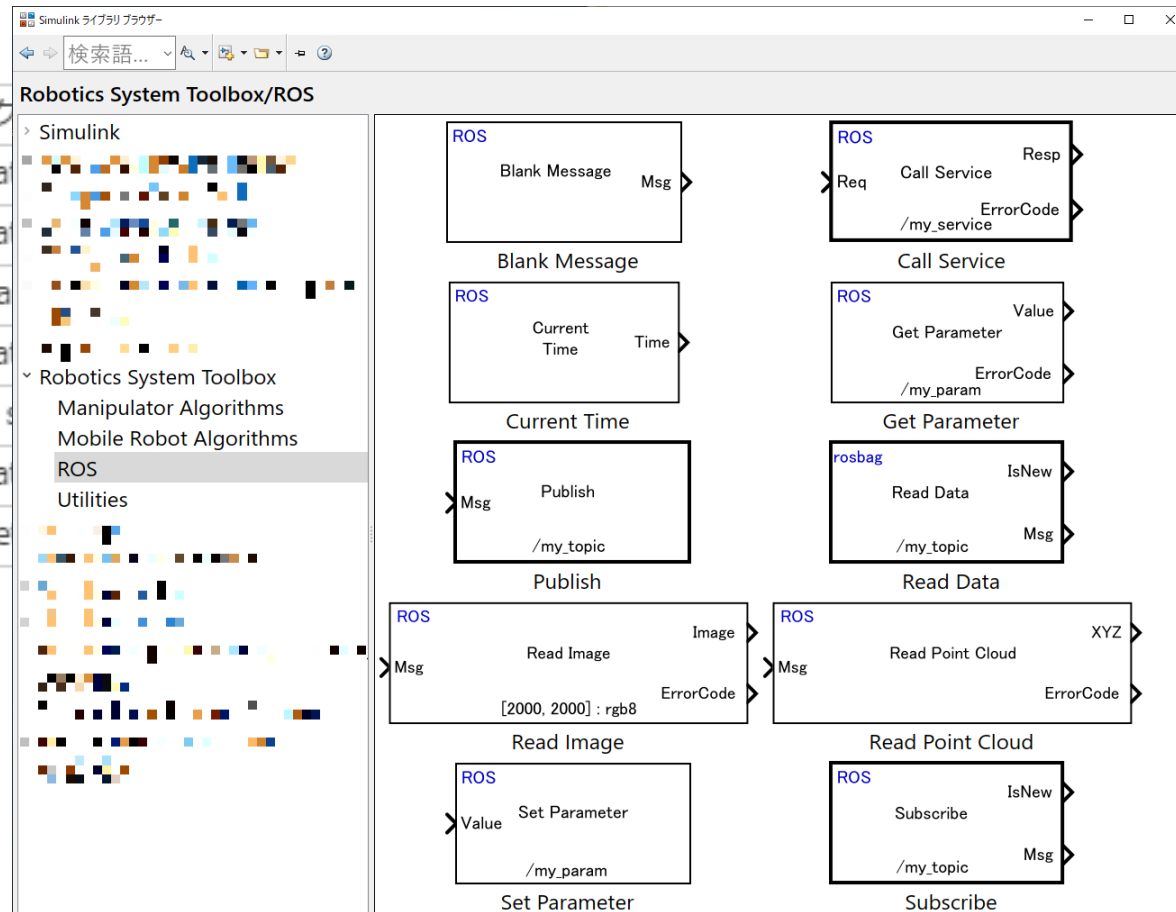 Simulink ライブラリ ブラウザー
検索語...
Robotics System Toolbox/ROS
Simulink
Robotics System Toolbox
Manipulator Algorithms
Mobile Robot Algorithms
ROS
Utilities
ROS
Blank Message
Msg
Blank Message
ROS
Resp
Call Service
Req
ErrorCode
/my_service
Call Service
ROS
Current
Time
Time
Current Time
ROS
Value
Get Parameter
ErrorCode
/my_param
Get Parameter
ROS
Publish
Msg
/my_topic
Publish
rosbag
IsNew
Read Data
Msg
/my_topic
Read Data
ROS
Image
Read Image
Msg
ErrorCode
[2000, 2000] : rgb8
Read Image
ROS
XYZ
Read Point Cloud
Msg
ErrorCode
Read Point Cloud
ROS
Set Parameter
Value
/my_param
Set Parameter
ROS
IsNew
Subscribe
Msg
/my_topic
Subscribe